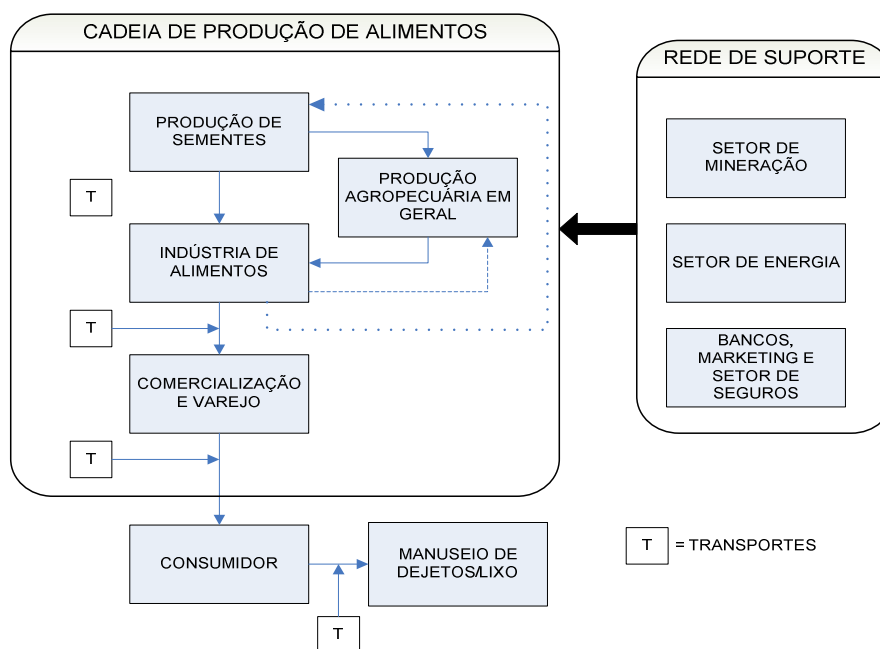 CADEIA DE PRODUÇÃO DE ALIMENTOS
PRODUÇÃO DE
SEMENTES
T
PRODUÇÃO
AGROPECUÁRIA EM
GERAL
INDÚSTRIA DE
ALIMENTOS
T
COMERCIALIZAÇÃO
E VAREJO
T
CONSUMIDOR
MANUSEIO DE
DEJETOS/LIXO
T
REDE DE SUPORTE
SETOR DE
MINERAÇÃO
SETOR DE ENERGIA
BANCOS,
MARKETING E
SETOR DE
SEGUROS
T = TRANSPORTES